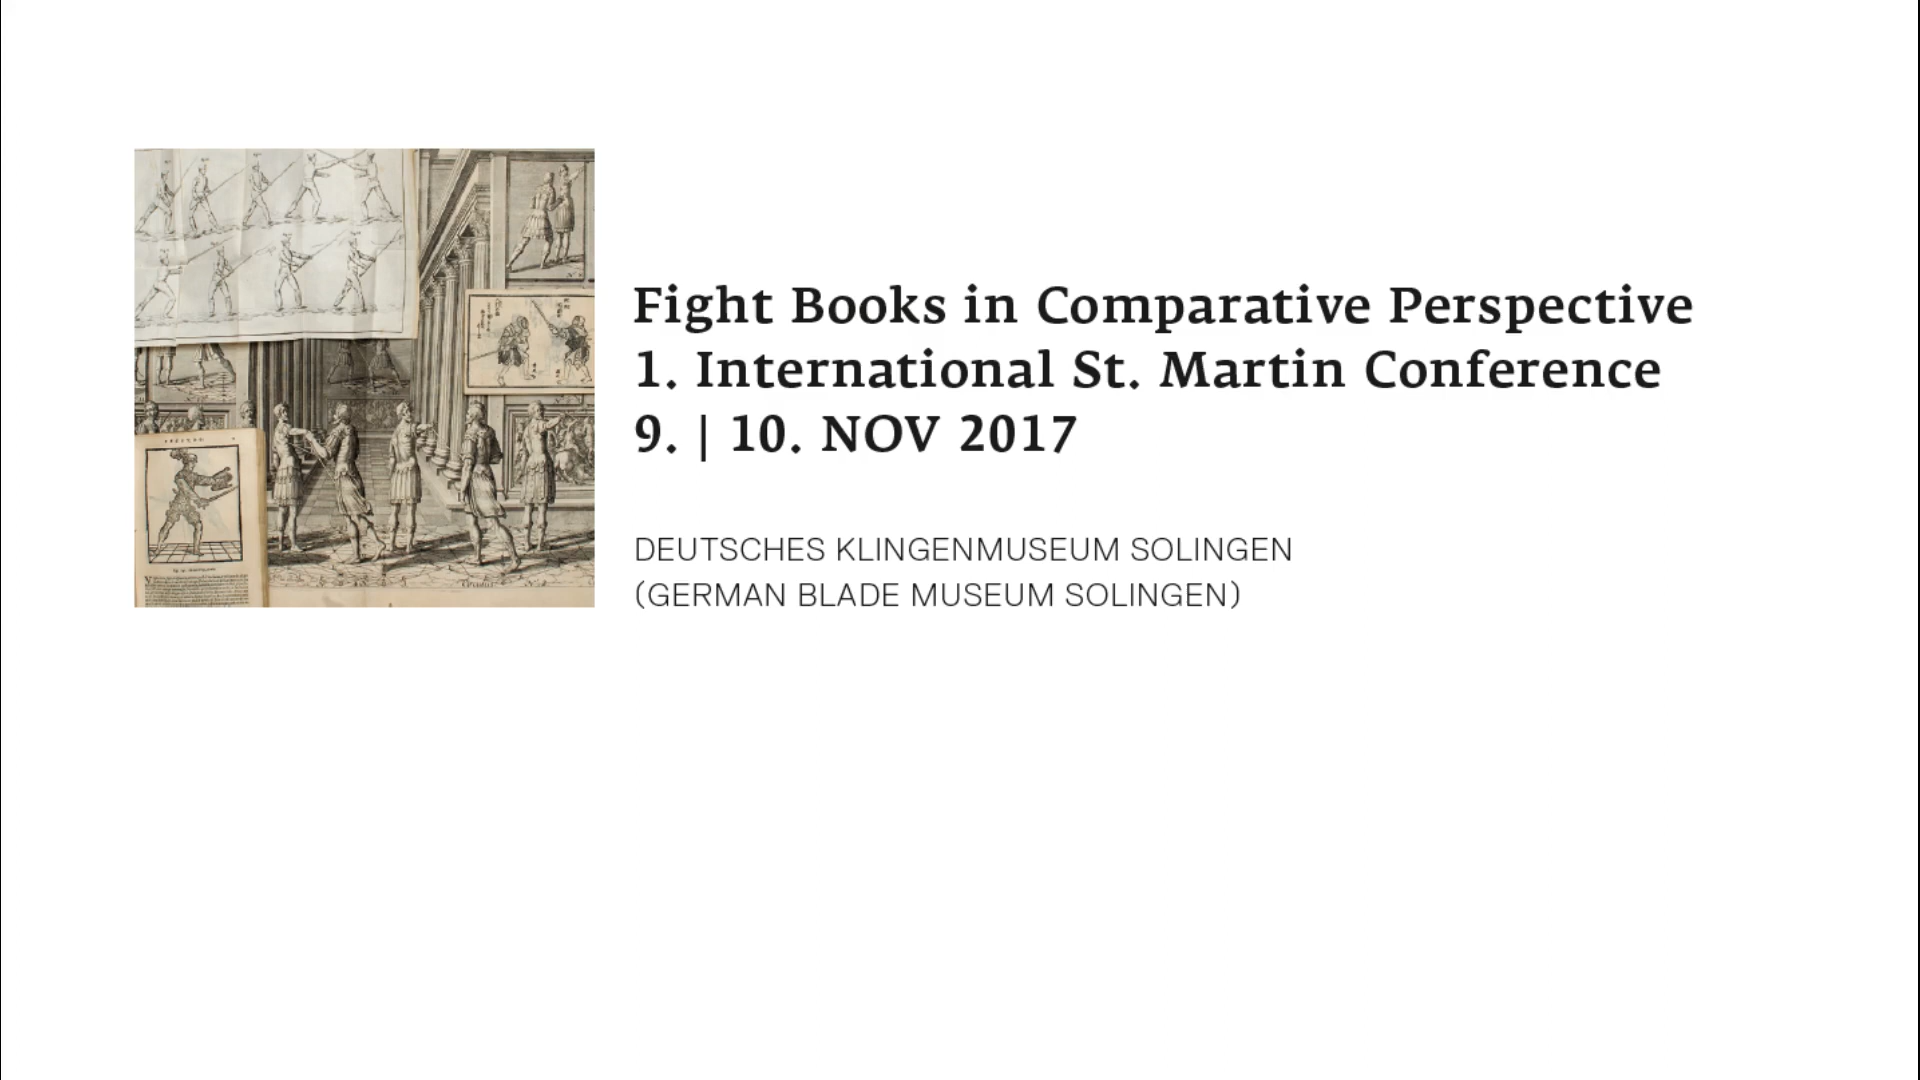 Fight Books in Comparative Perspective
1. International St. Martin Conference
9. | 10. NOV 2017
DEUTSCHES KLINGENMUSEUM SOLINGEN
(GERMAN BLADE MUSEUM SOLINGEN)